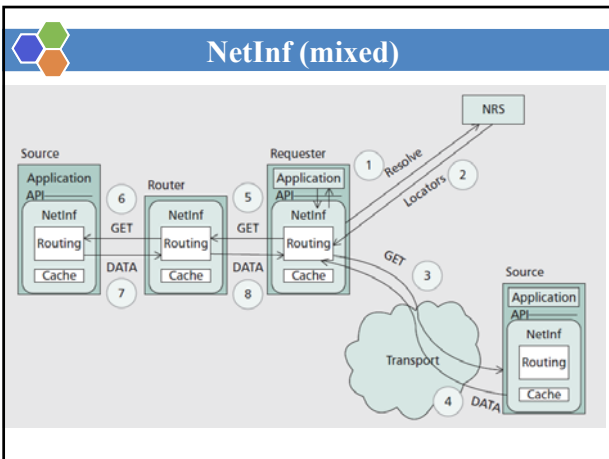 NetInf (mixed)
NRS
Source
Application
API
NetInf
Routing
Cache
6
GET
DATA
7
Router
NetInf
Routing
Cache
5
GET
DATA
8
Requester
Application
API
NetInf
Routing
Cache
1
Resolve
Locators
2
GET
3
Transport
4
DATA
Source
Application
API
NetInf
Routing
Cache